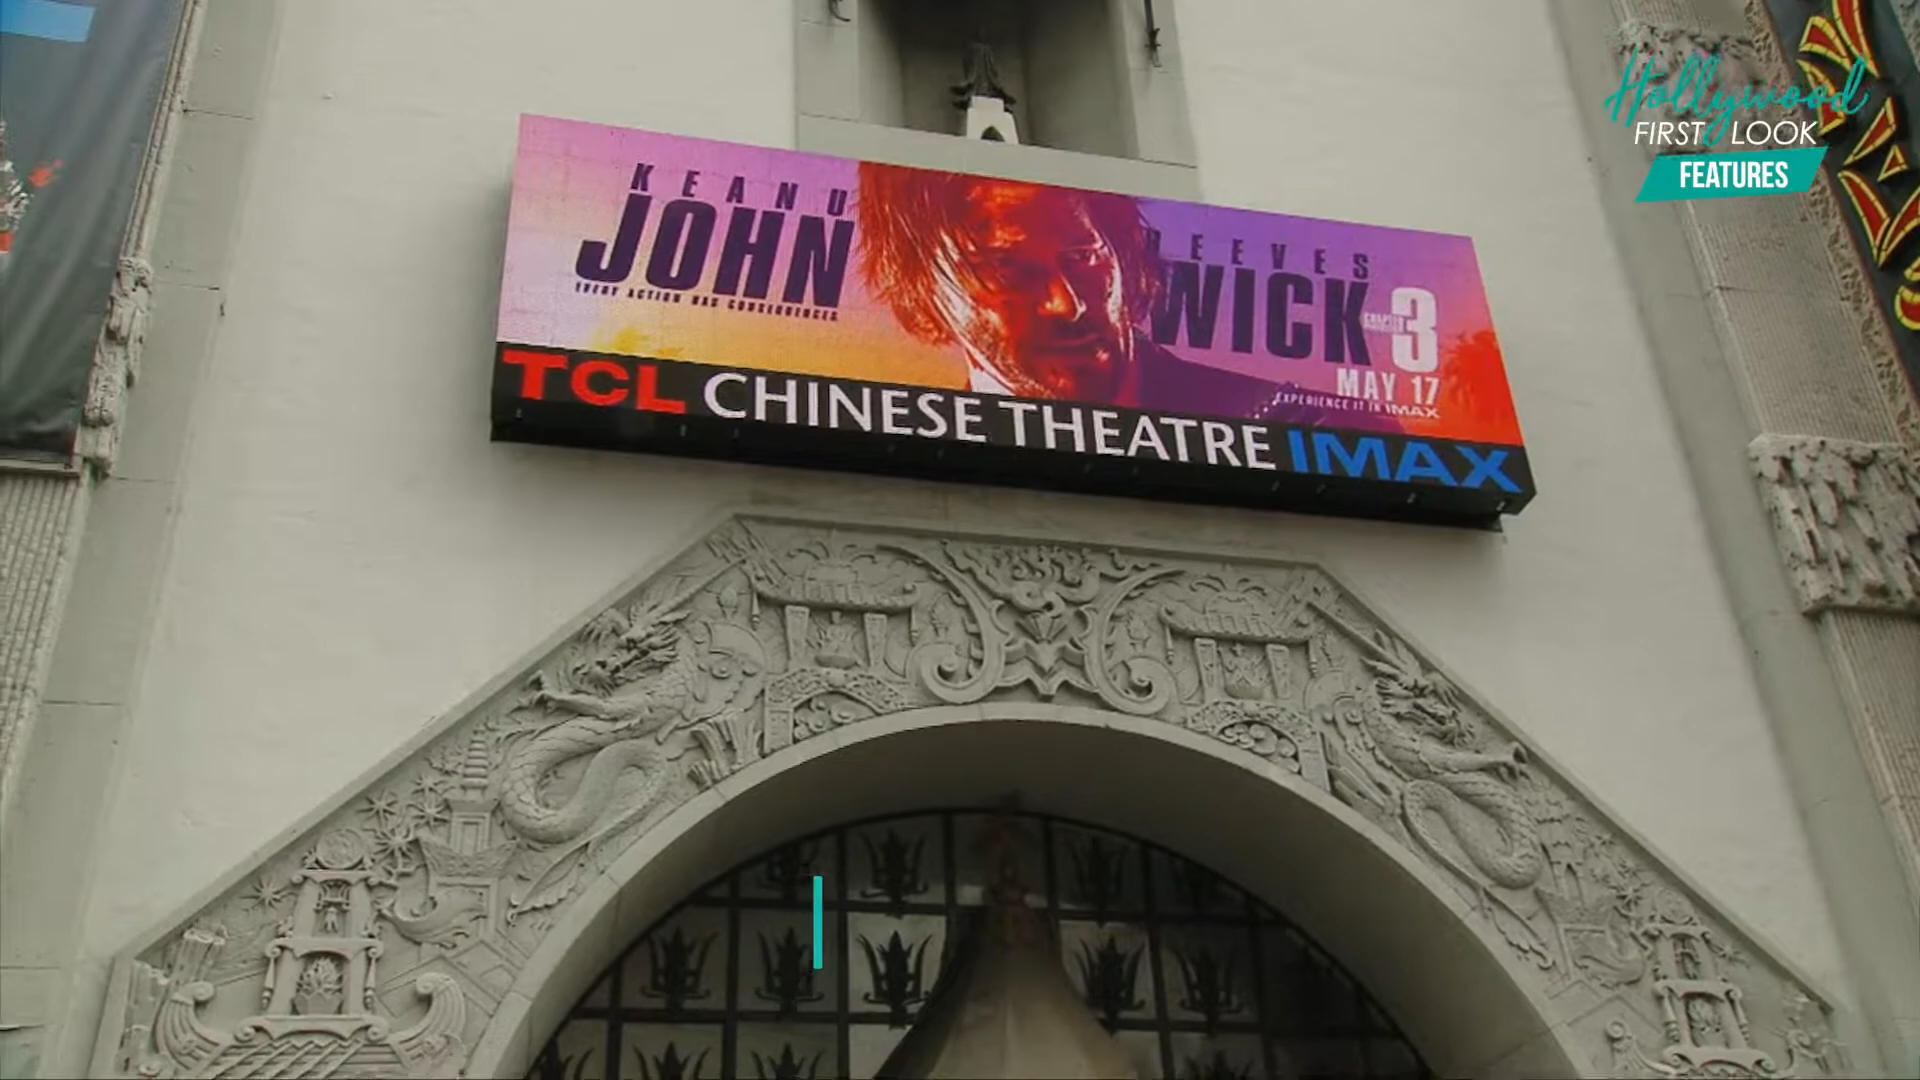 Hollywood
FIRST LOOK
FEATURES
KEANU REEVES
JOHN WICK
CHAPTER 3
EVERY ACTION HAS CONSEQUENCES
MAY 17
EXPERIENCE IT IN IMAX
TCL CHINESE THEATRE IMAX